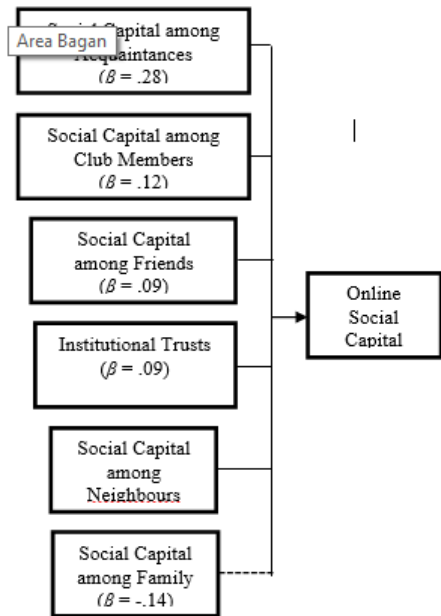 Social Capital among
Area Bagan
Acquaintances
(β = .28)
Social Capital among
Club Members
(β = .12)
Social Capital
among Friends
(β = .09)
Institutional Trusts
(β = .09)
Social Capital
among
Neighbours
Social Capital
among Family
(β = -.14)
Online
Social
Capital